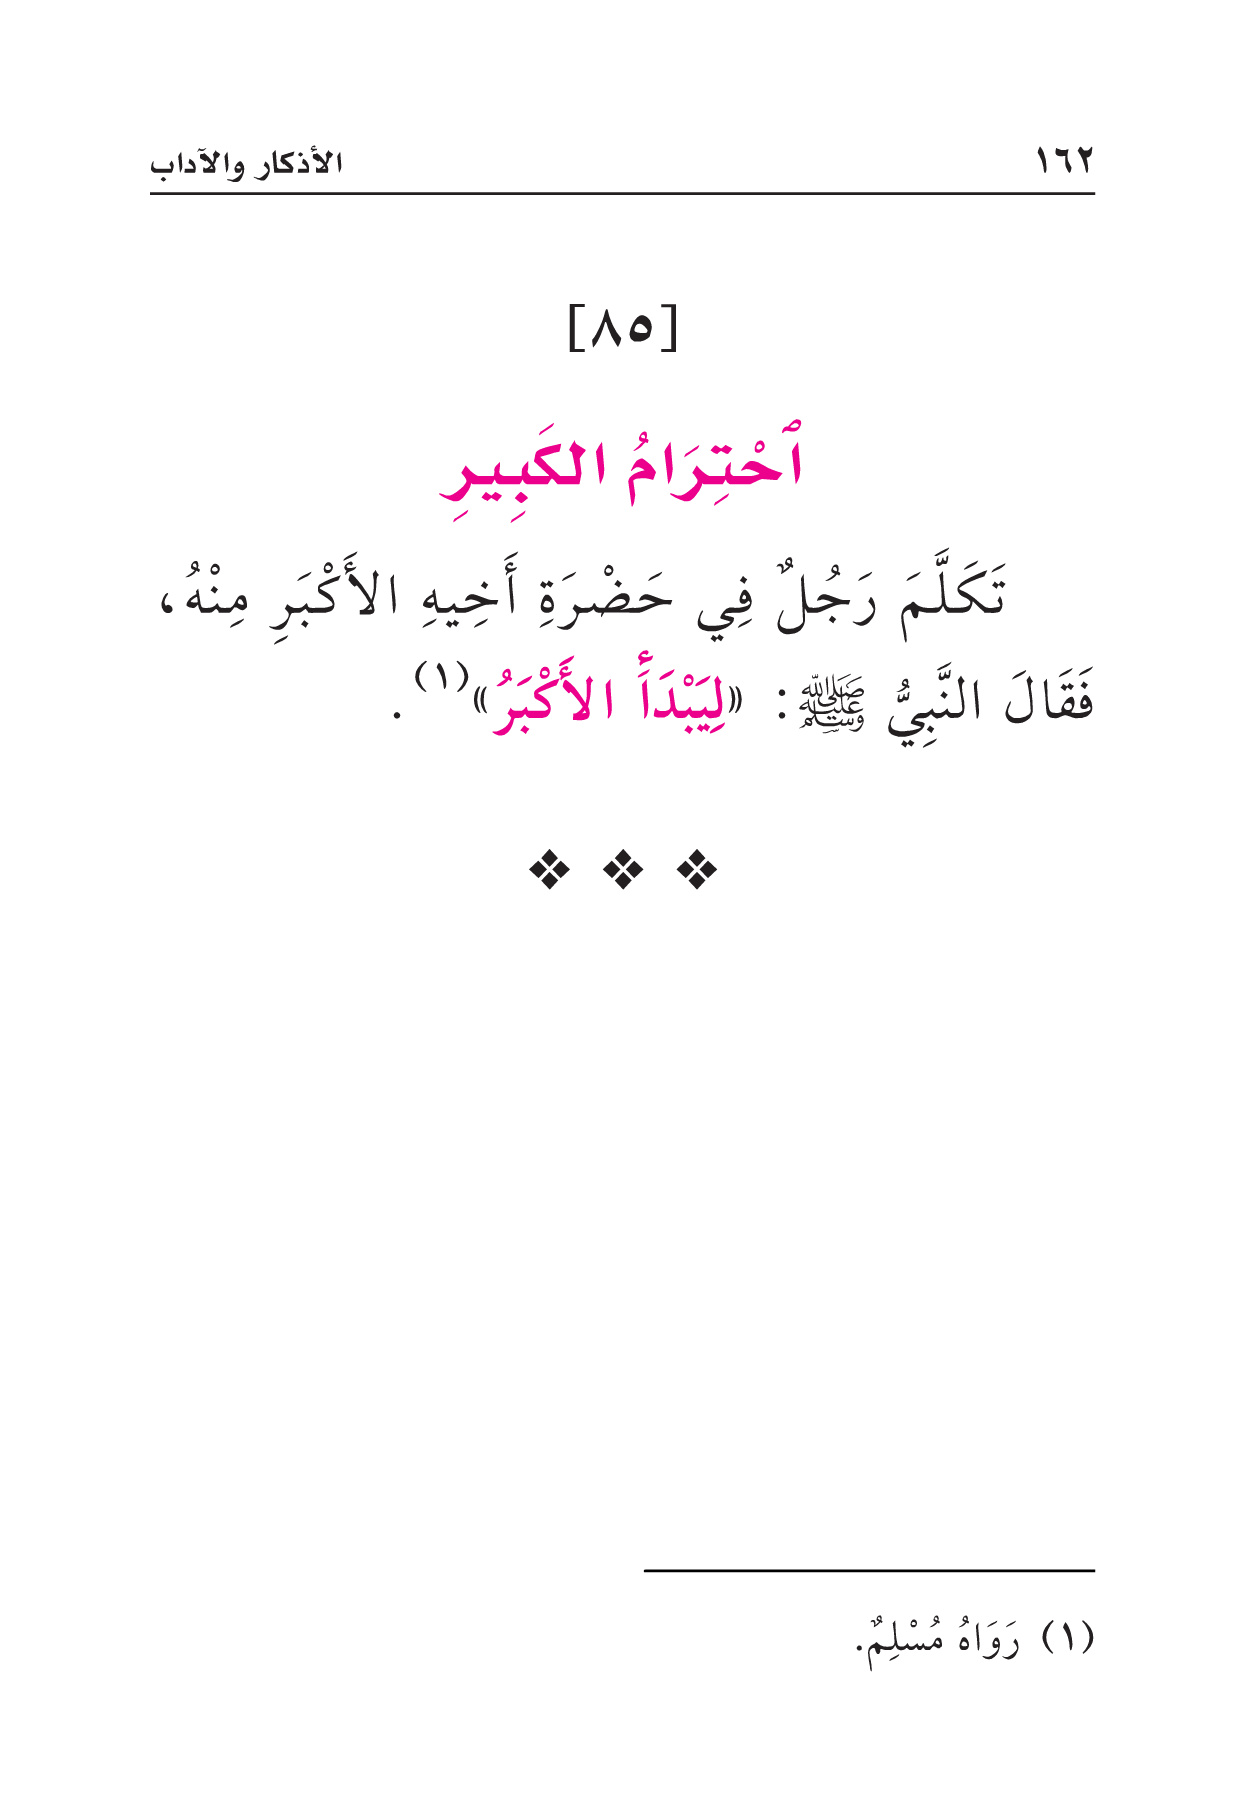 ١٦٢ الأذكار والآداب
[٨٥]
ٱحْتِرَامُ الكَبِيرِ
تَكَلَّمَ رَجُلٌ فِي حَضْرَةِ أَخِيهِ الأَكْبَرِ مِنْهُ،
فَقَالَ النَّبِيُّ ﷺ: «لِيَبْدَأَ الأَكْبَرُ»(١).
❖ ❖ ❖
(١) رَوَاهُ مُسْلِمٌ.